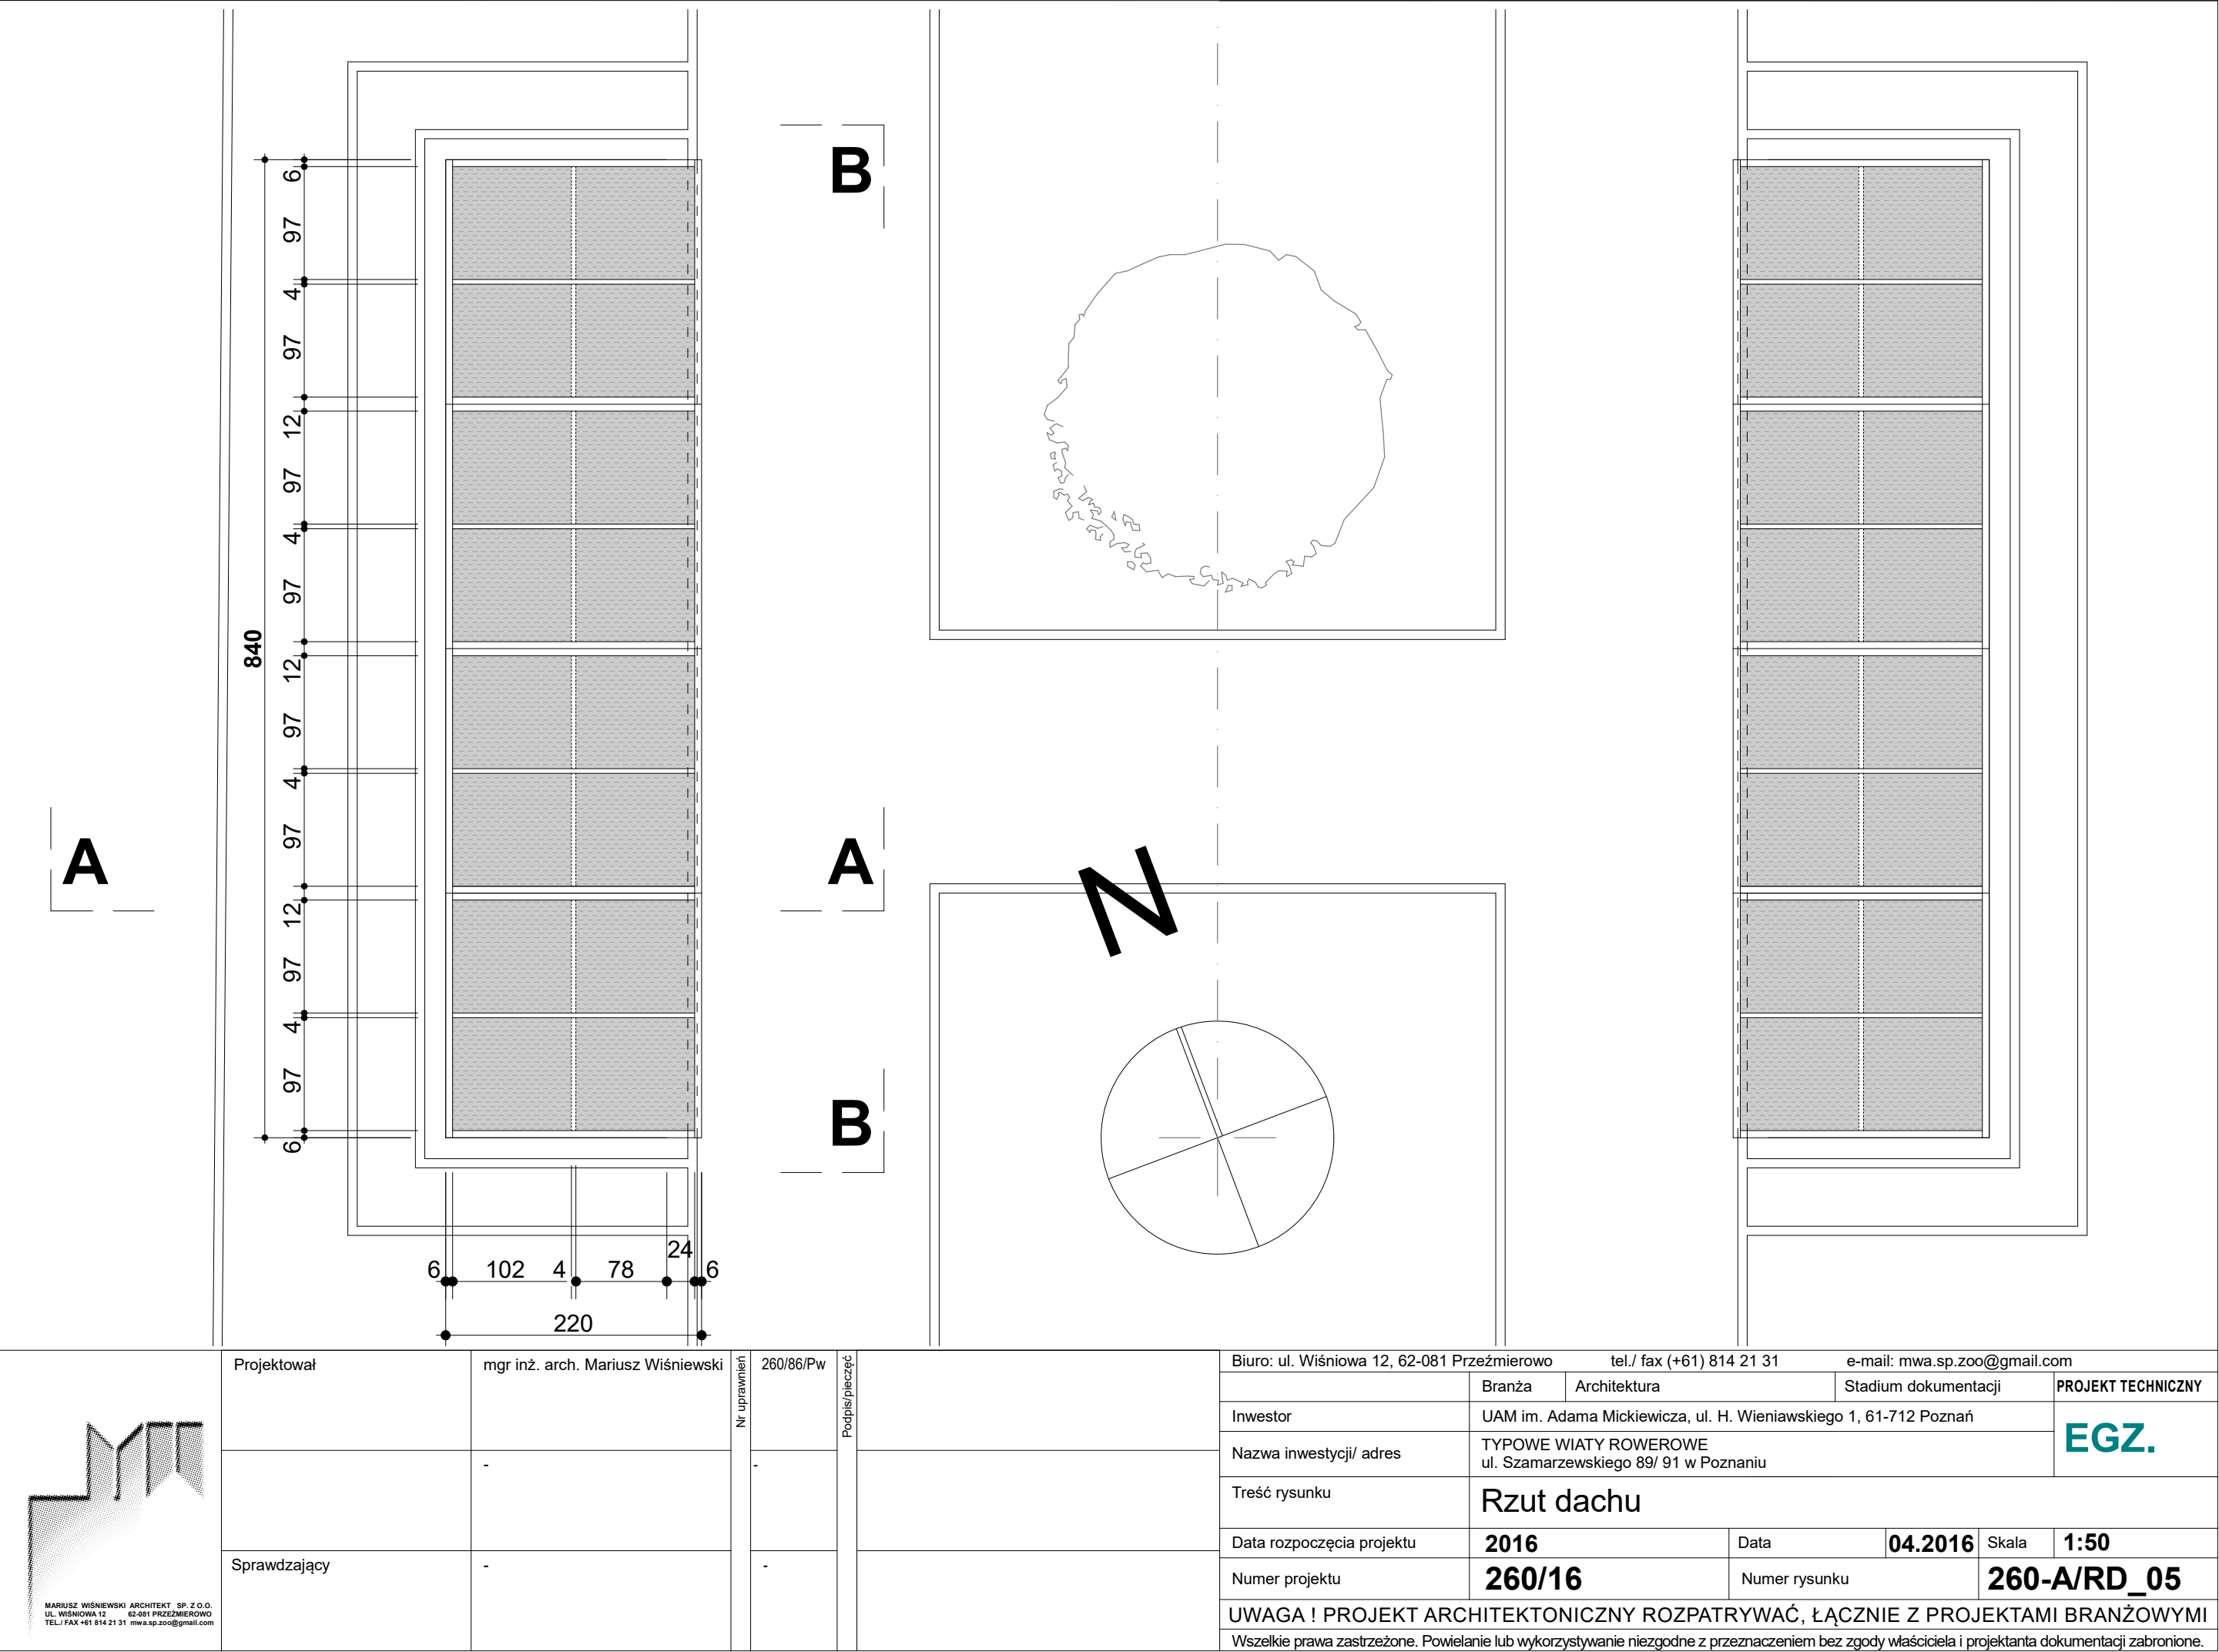 B
6
97
4
97
12
97
4
97
12
97
4
97
12
97
4
97
6
840
A
A
N
B
6 102 4 78 24 6
220
Projektował
mgr inż. arch. Mariusz Wiśniewski
Nr uprawnień
260/86/Pw
Podpis/pieczęć
-
-
Sprawdzający
-
-
MARIUSZ WIŚNIEWSKI ARCHITEKT SP. Z O.O.
UL. WIŚNIOWA 12 62-081 PRZEŹMIEROWO
TEL./ FAX +61 814 21 31 mwa.sp.zoo@gmail.com
Biuro: ul. Wiśniowa 12, 62-081 Przeźmierowo tel./ fax (+61) 814 21 31 e-mail: mwa.sp.zoo@gmail.com
Branża Architektura Stadium dokumentacji PROJEKT TECHNICZNY
Inwestor UAM im. Adama Mickiewicza, ul. H. Wieniawskiego 1, 61-712 Poznań
EGZ.
Nazwa inwestycji/ adres
TYPOWE WIATY ROWEROWE
ul. Szamarzewskiego 89/ 91 w Poznaniu
Treść rysunku
Rzut dachu
Data rozpoczęcia projektu 2016 Data 04.2016 Skala 1:50
Numer projektu 260/16 Numer rysunku 260-A/RD_05
UWAGA ! PROJEKT ARCHITEKTONICZNY ROZPATRYWAĆ, ŁĄCZNIE Z PROJEKTAMI BRANŻOWYMI
Wszelkie prawa zastrzeżone. Powielanie lub wykorzystywanie niezgodne z przeznaczeniem bez zgody właściciela i projektanta dokumentacji zabronione.